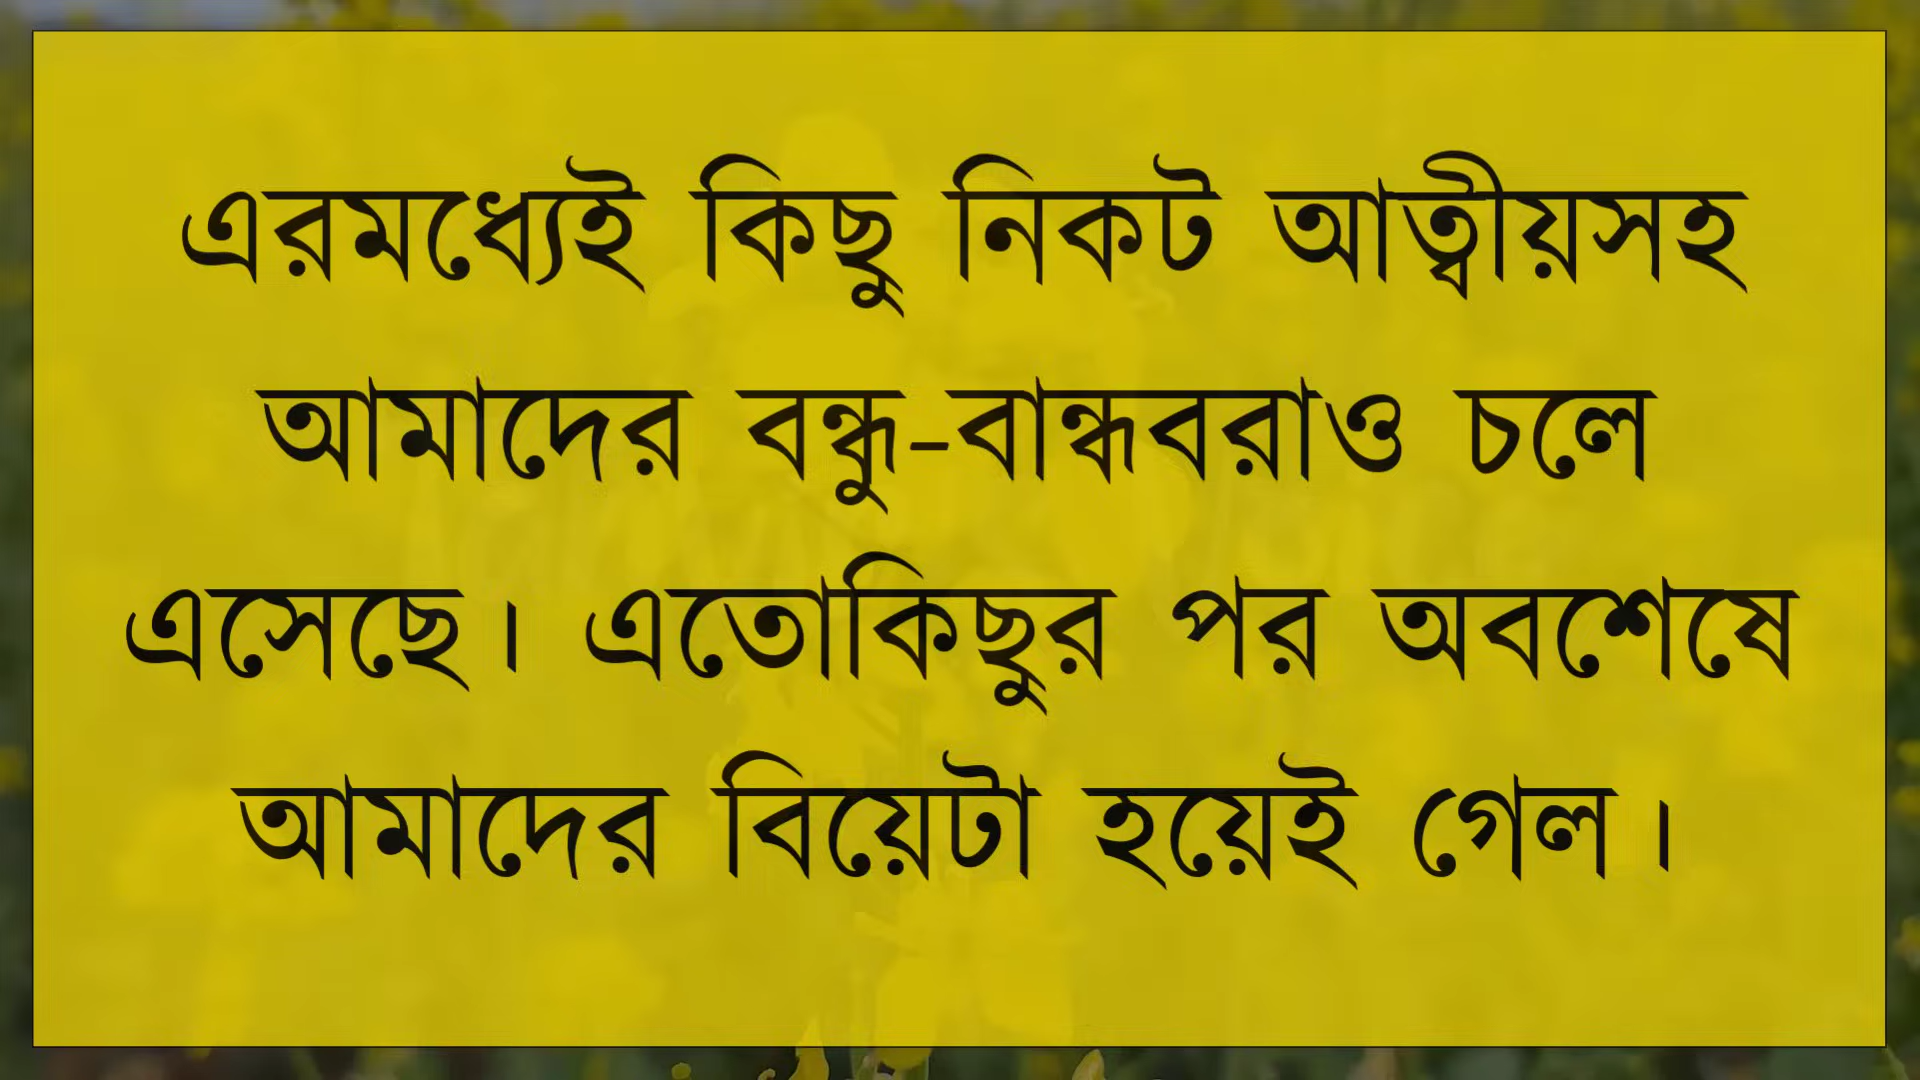 এরমধ্যেই কিছু নিকট আত্বীয়সহ
আমাদের বন্ধু-বান্ধবরাও চলে
এসেছে। এতোকিছুর পর অবশেষে
আমাদের বিয়েটা হয়েই গেল।